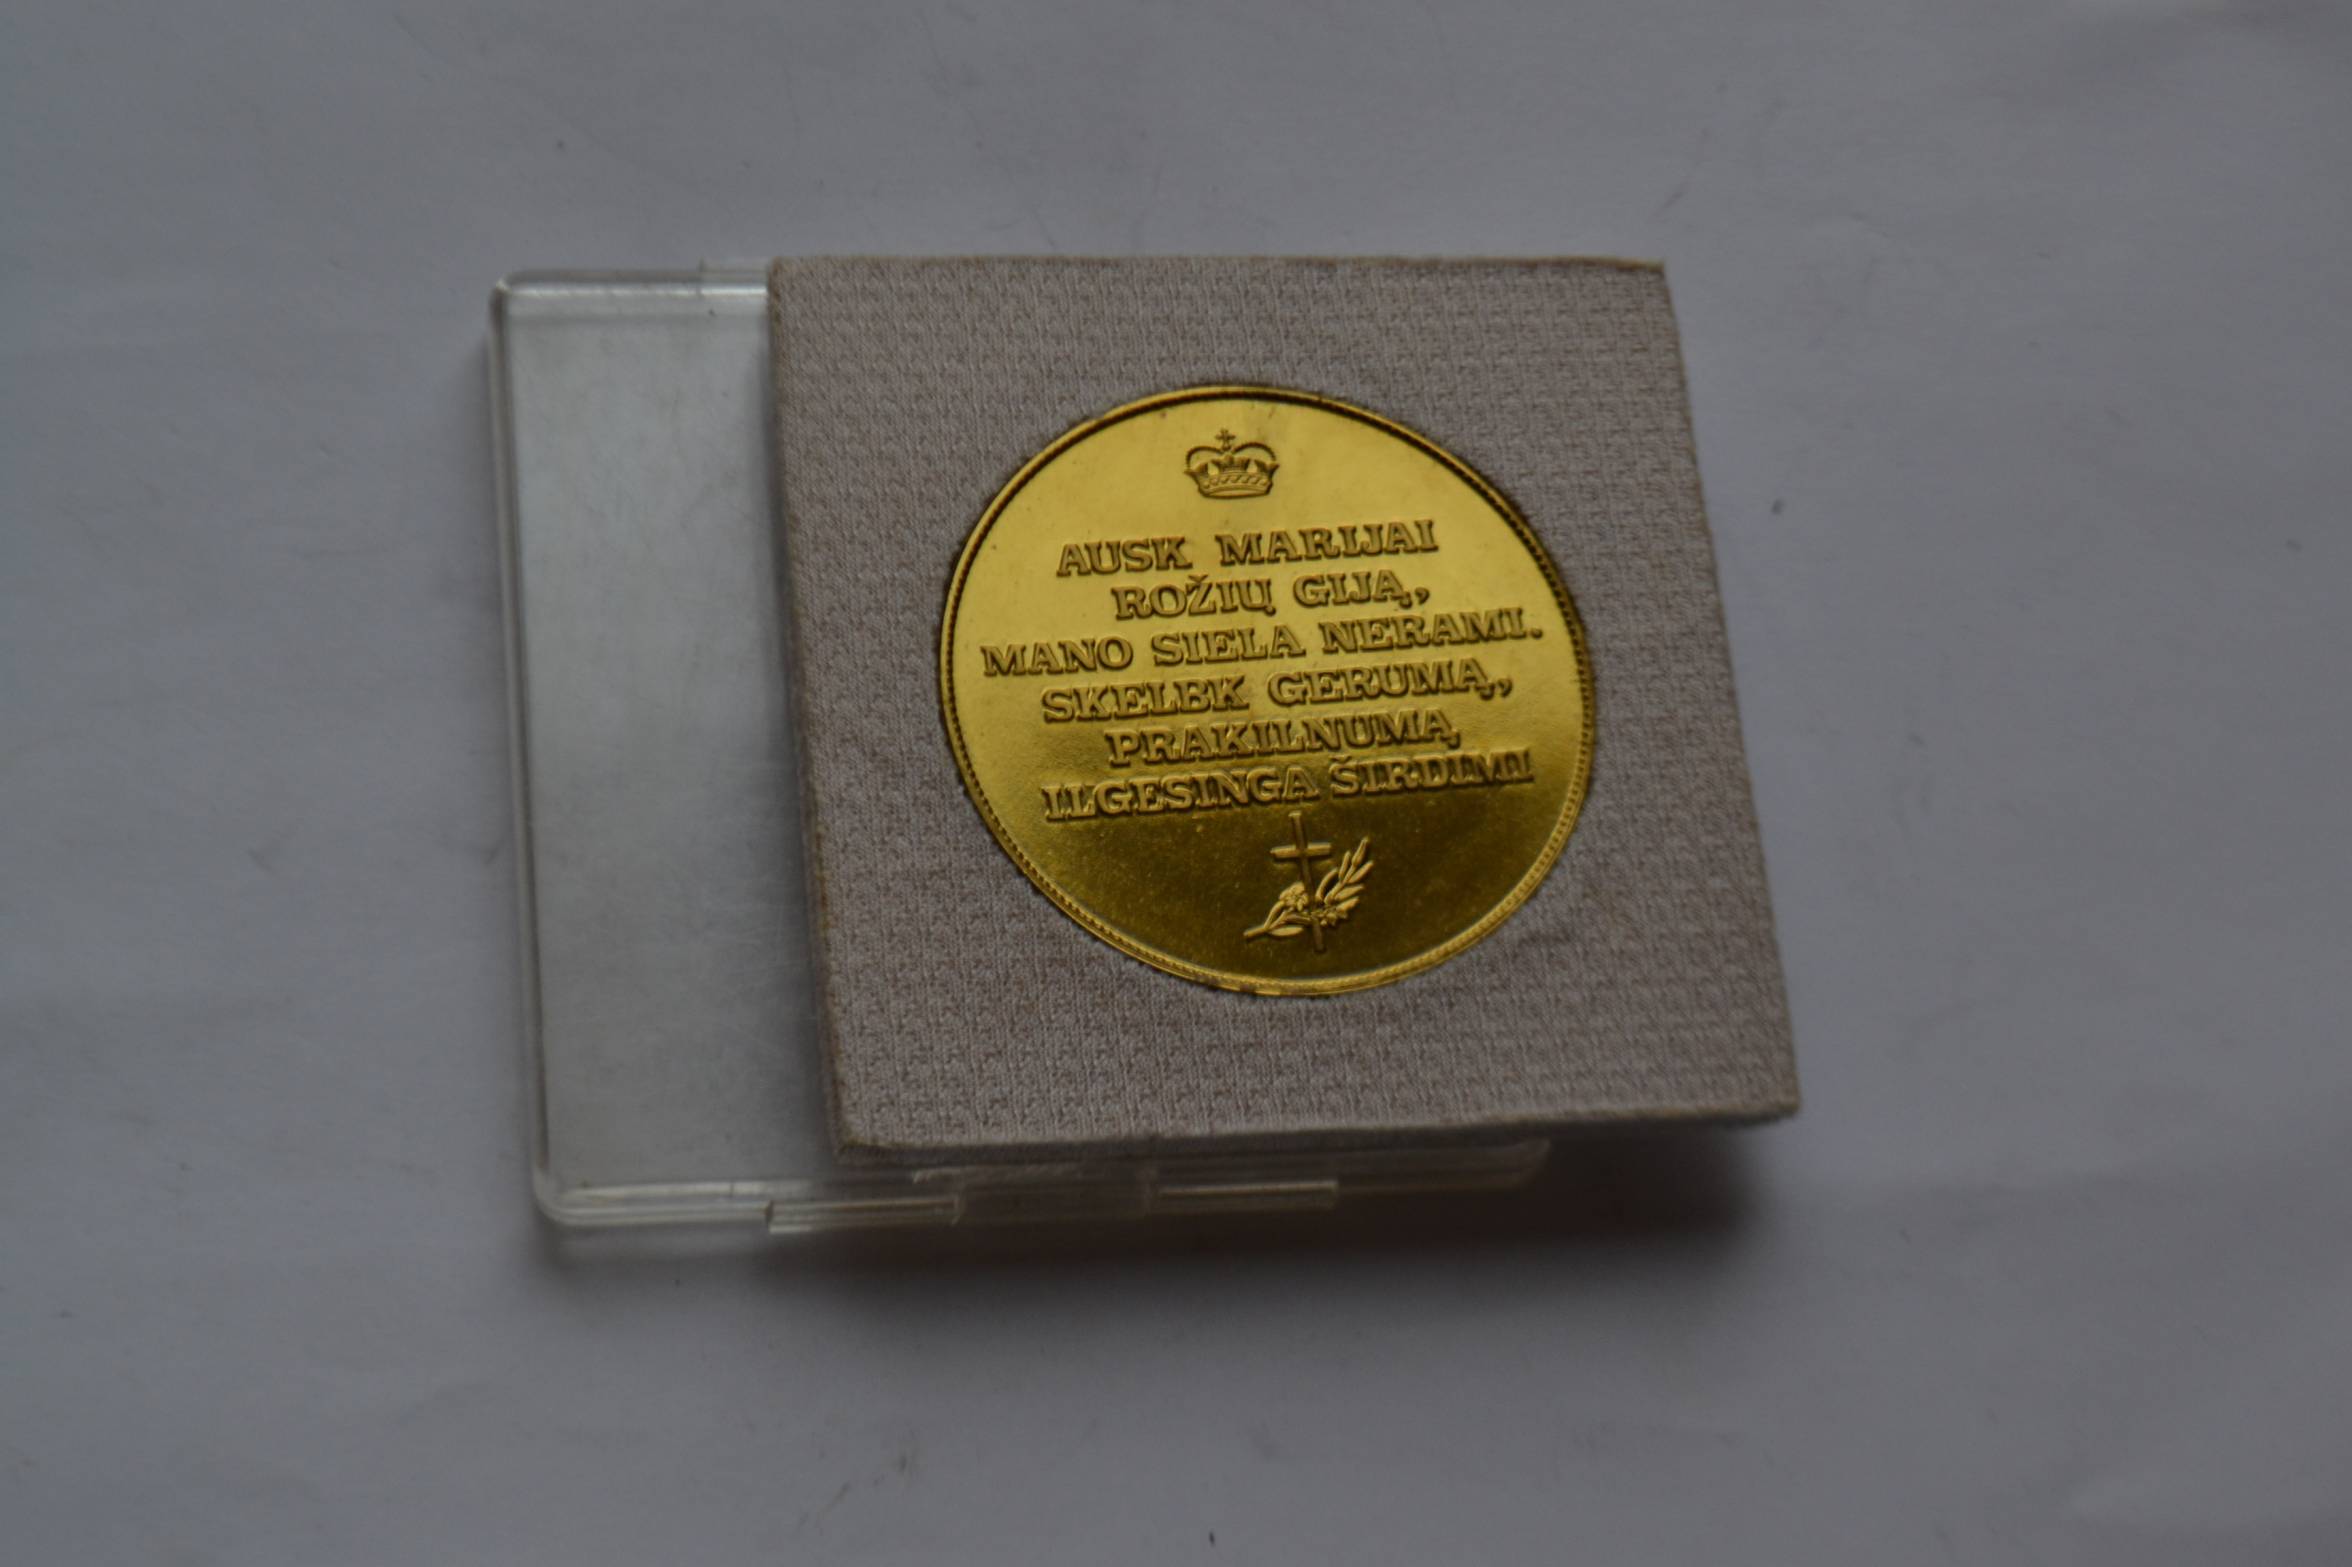 AUSK MARIJAI
ROŽIŲ GIJĄ,
MANO SIELA NERAMI.
SKELBK GERUMĄ,
PRAKILNUMĄ
ILGESINGA ŠIRDIMI